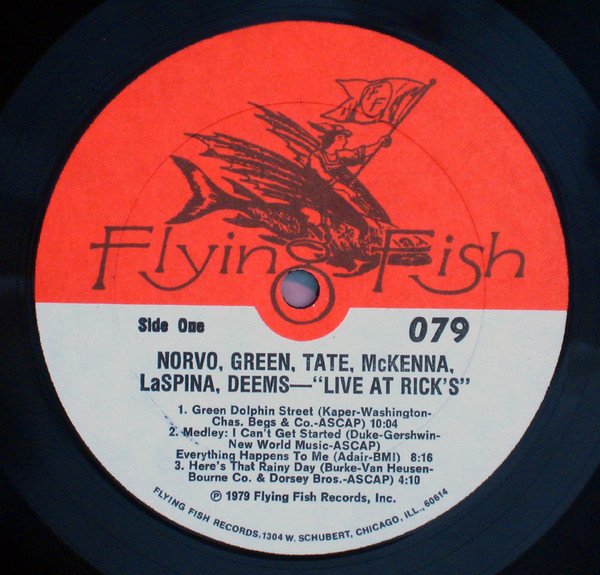 FF
Flying Fish
Side One
079
NORVO, GREEN, TATE, McKENNA,
LaSPINA, DEEMS—"LIVE AT RICK'S"
1. Green Dolphin Street (Kaper-Washington-
Chas. Begs & Co.-ASCAP) 10:04
2. Medley: I Can't Get Started (Duke-Gershwin-
New World Music-ASCAP)
Everything Happens To Me (Adair-BMI) 8:16
3. Here's That Rainy Day (Burke-Van Heusen-
Bourne Co. & Dorsey Bros.-ASCAP) 4:10
℗ 1979 Flying Fish Records, Inc.
FLYING FISH RECORDS, 1304 W. SCHUBERT, CHICAGO, ILL., 60614